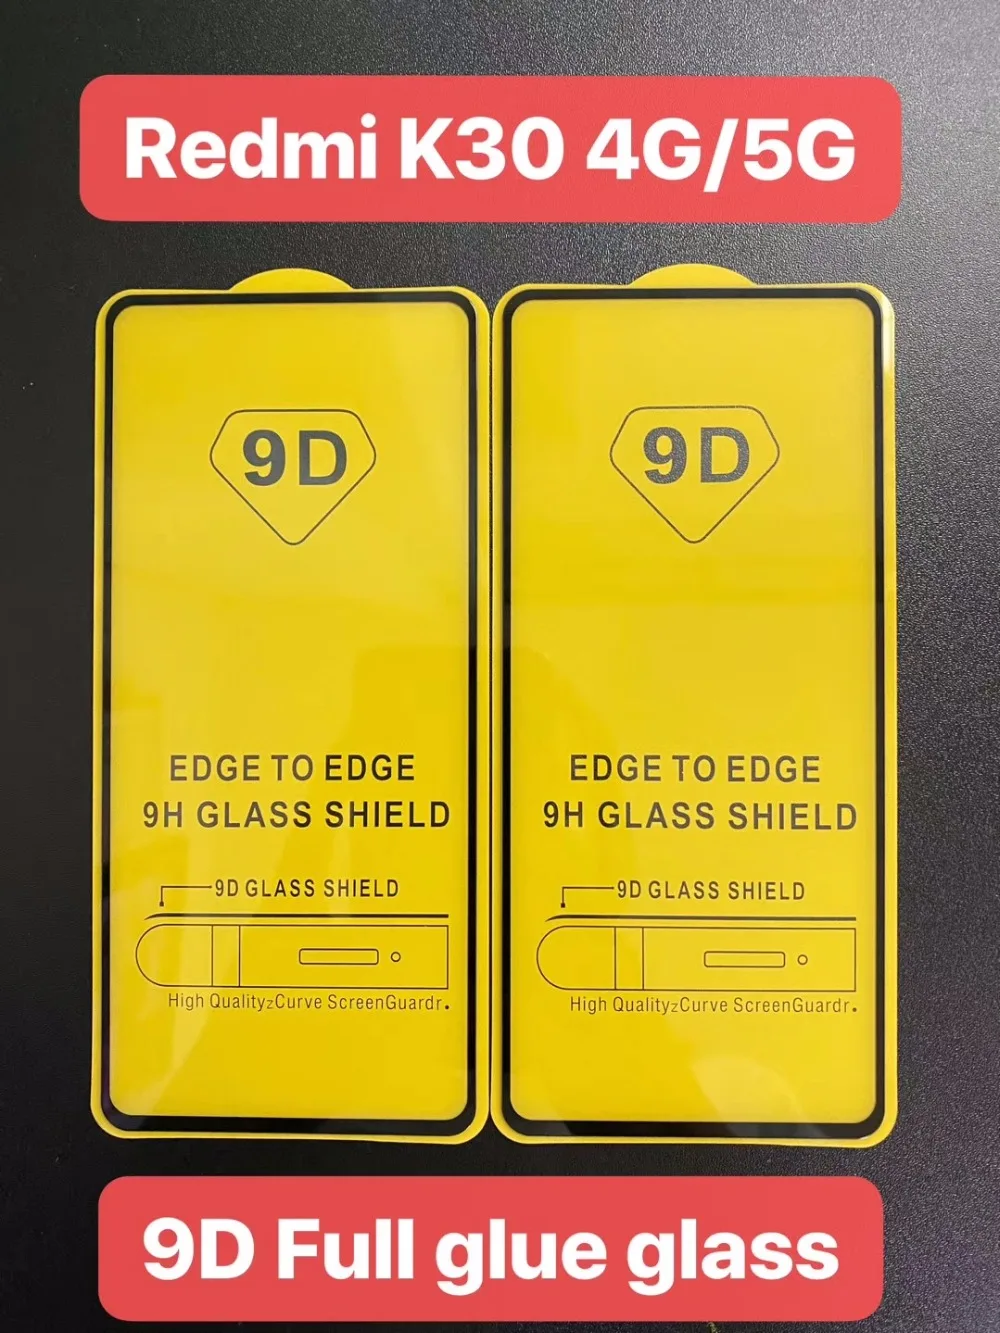 Redmi K30 4G/5G
9D
EDGE TO EDGE
9H GLASS SHIELD
9D GLASS SHIELD
High QualityzCurve ScreenGuardr.
9D
EDGE TO EDGE
9H GLASS SHIELD
9D GLASS SHIELD
High QualityzCurve ScreenGuardr.
9D Full glue glass